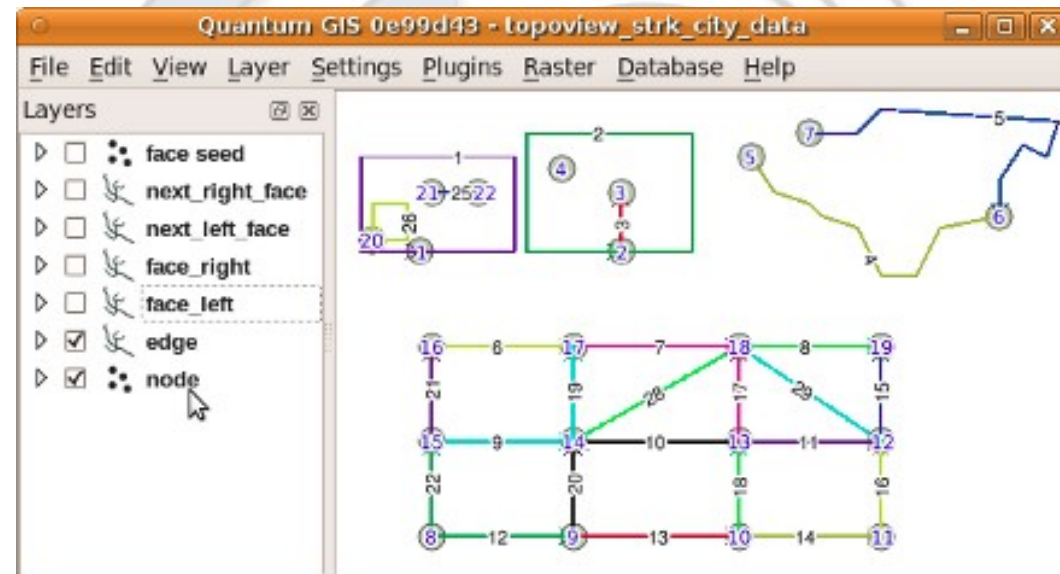 Quantum GIS 0e99d43 - topoview_strk_city_data
File Edit View Layer Settings Plugins Raster Database Help
Layers
face seed
next_right_face
next_left_face
face_right
face_left
edge
node
1
2
5
7
5
4
21 25 22
3
26
3
6
20
1
2
4
16 6 17 7 18 8 19
21
19
28
17
29
15
15 9 14 10 13 11 12
22
20
18
16
8 12 9 13 10 14 11